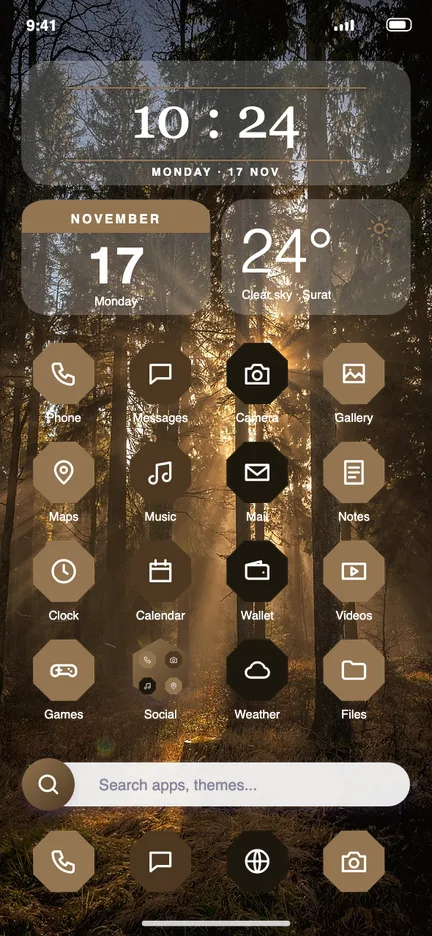 9:41
10 : 24
MONDAY · 17 NOV
NOVEMBER
17
Monday
24°
Clear sky · Surat
Phone Messages Camera Gallery
Maps Music Mail Notes
Clock Calendar Wallet Videos
Games Social Weather Files
Search apps, themes...